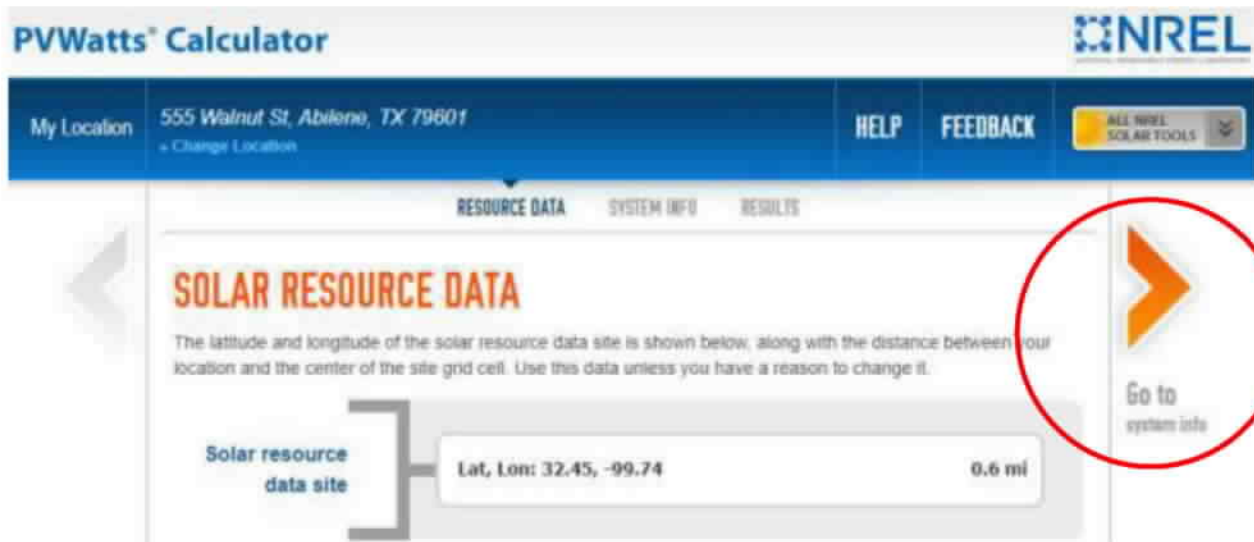 PVWatts® Calculator
NREL
My Location
555 Walnut St, Abilene, TX 79601
» Change Location
HELP
FEEDBACK
ALL NREL
SOLAR TOOLS
RESOURCE DATA
SYSTEM INFO
RESULTS
SOLAR RESOURCE DATA
The latitude and longitude of the solar resource data site is shown below, along with the distance between your
location and the center of the site grid cell. Use this data unless you have a reason to change it.
Go to
system info
Solar resource
data site
Lat, Lon: 32.45, -99.74
0.6 mi